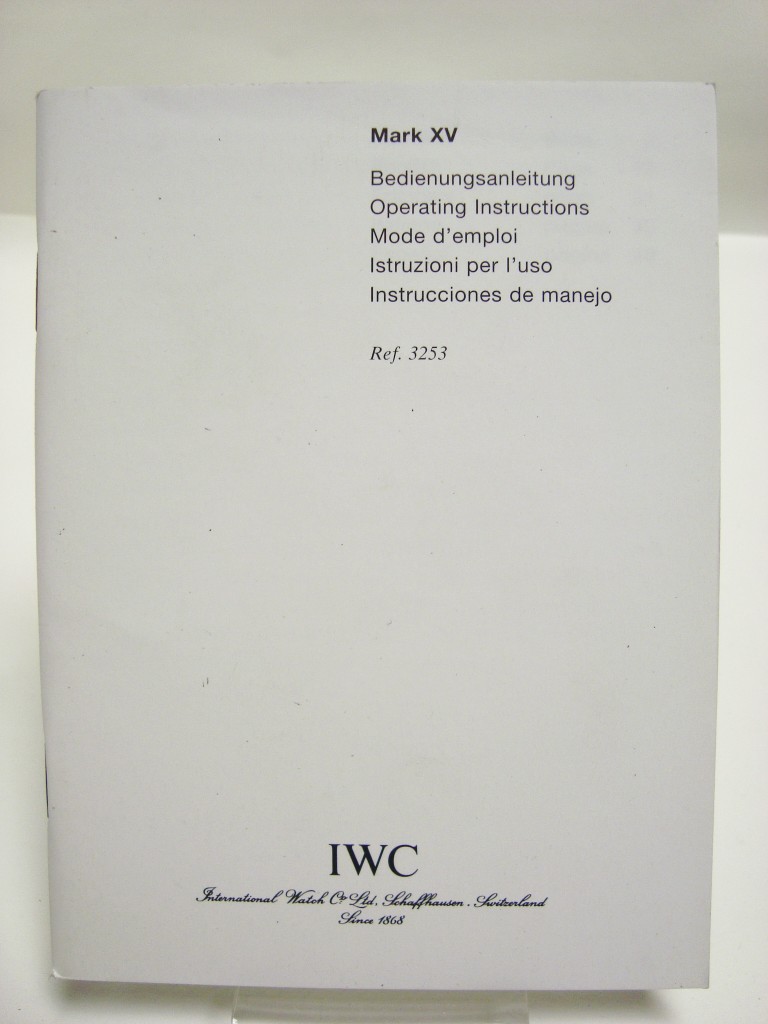 Mark XV
Bedienungsanleitung
Operating Instructions
Mode d'emploi
Istruzioni per l'uso
Instrucciones de manejo
Ref. 3253
IWC
International Watch Co Ltd. Schaffhausen. Switzerland
Since 1868